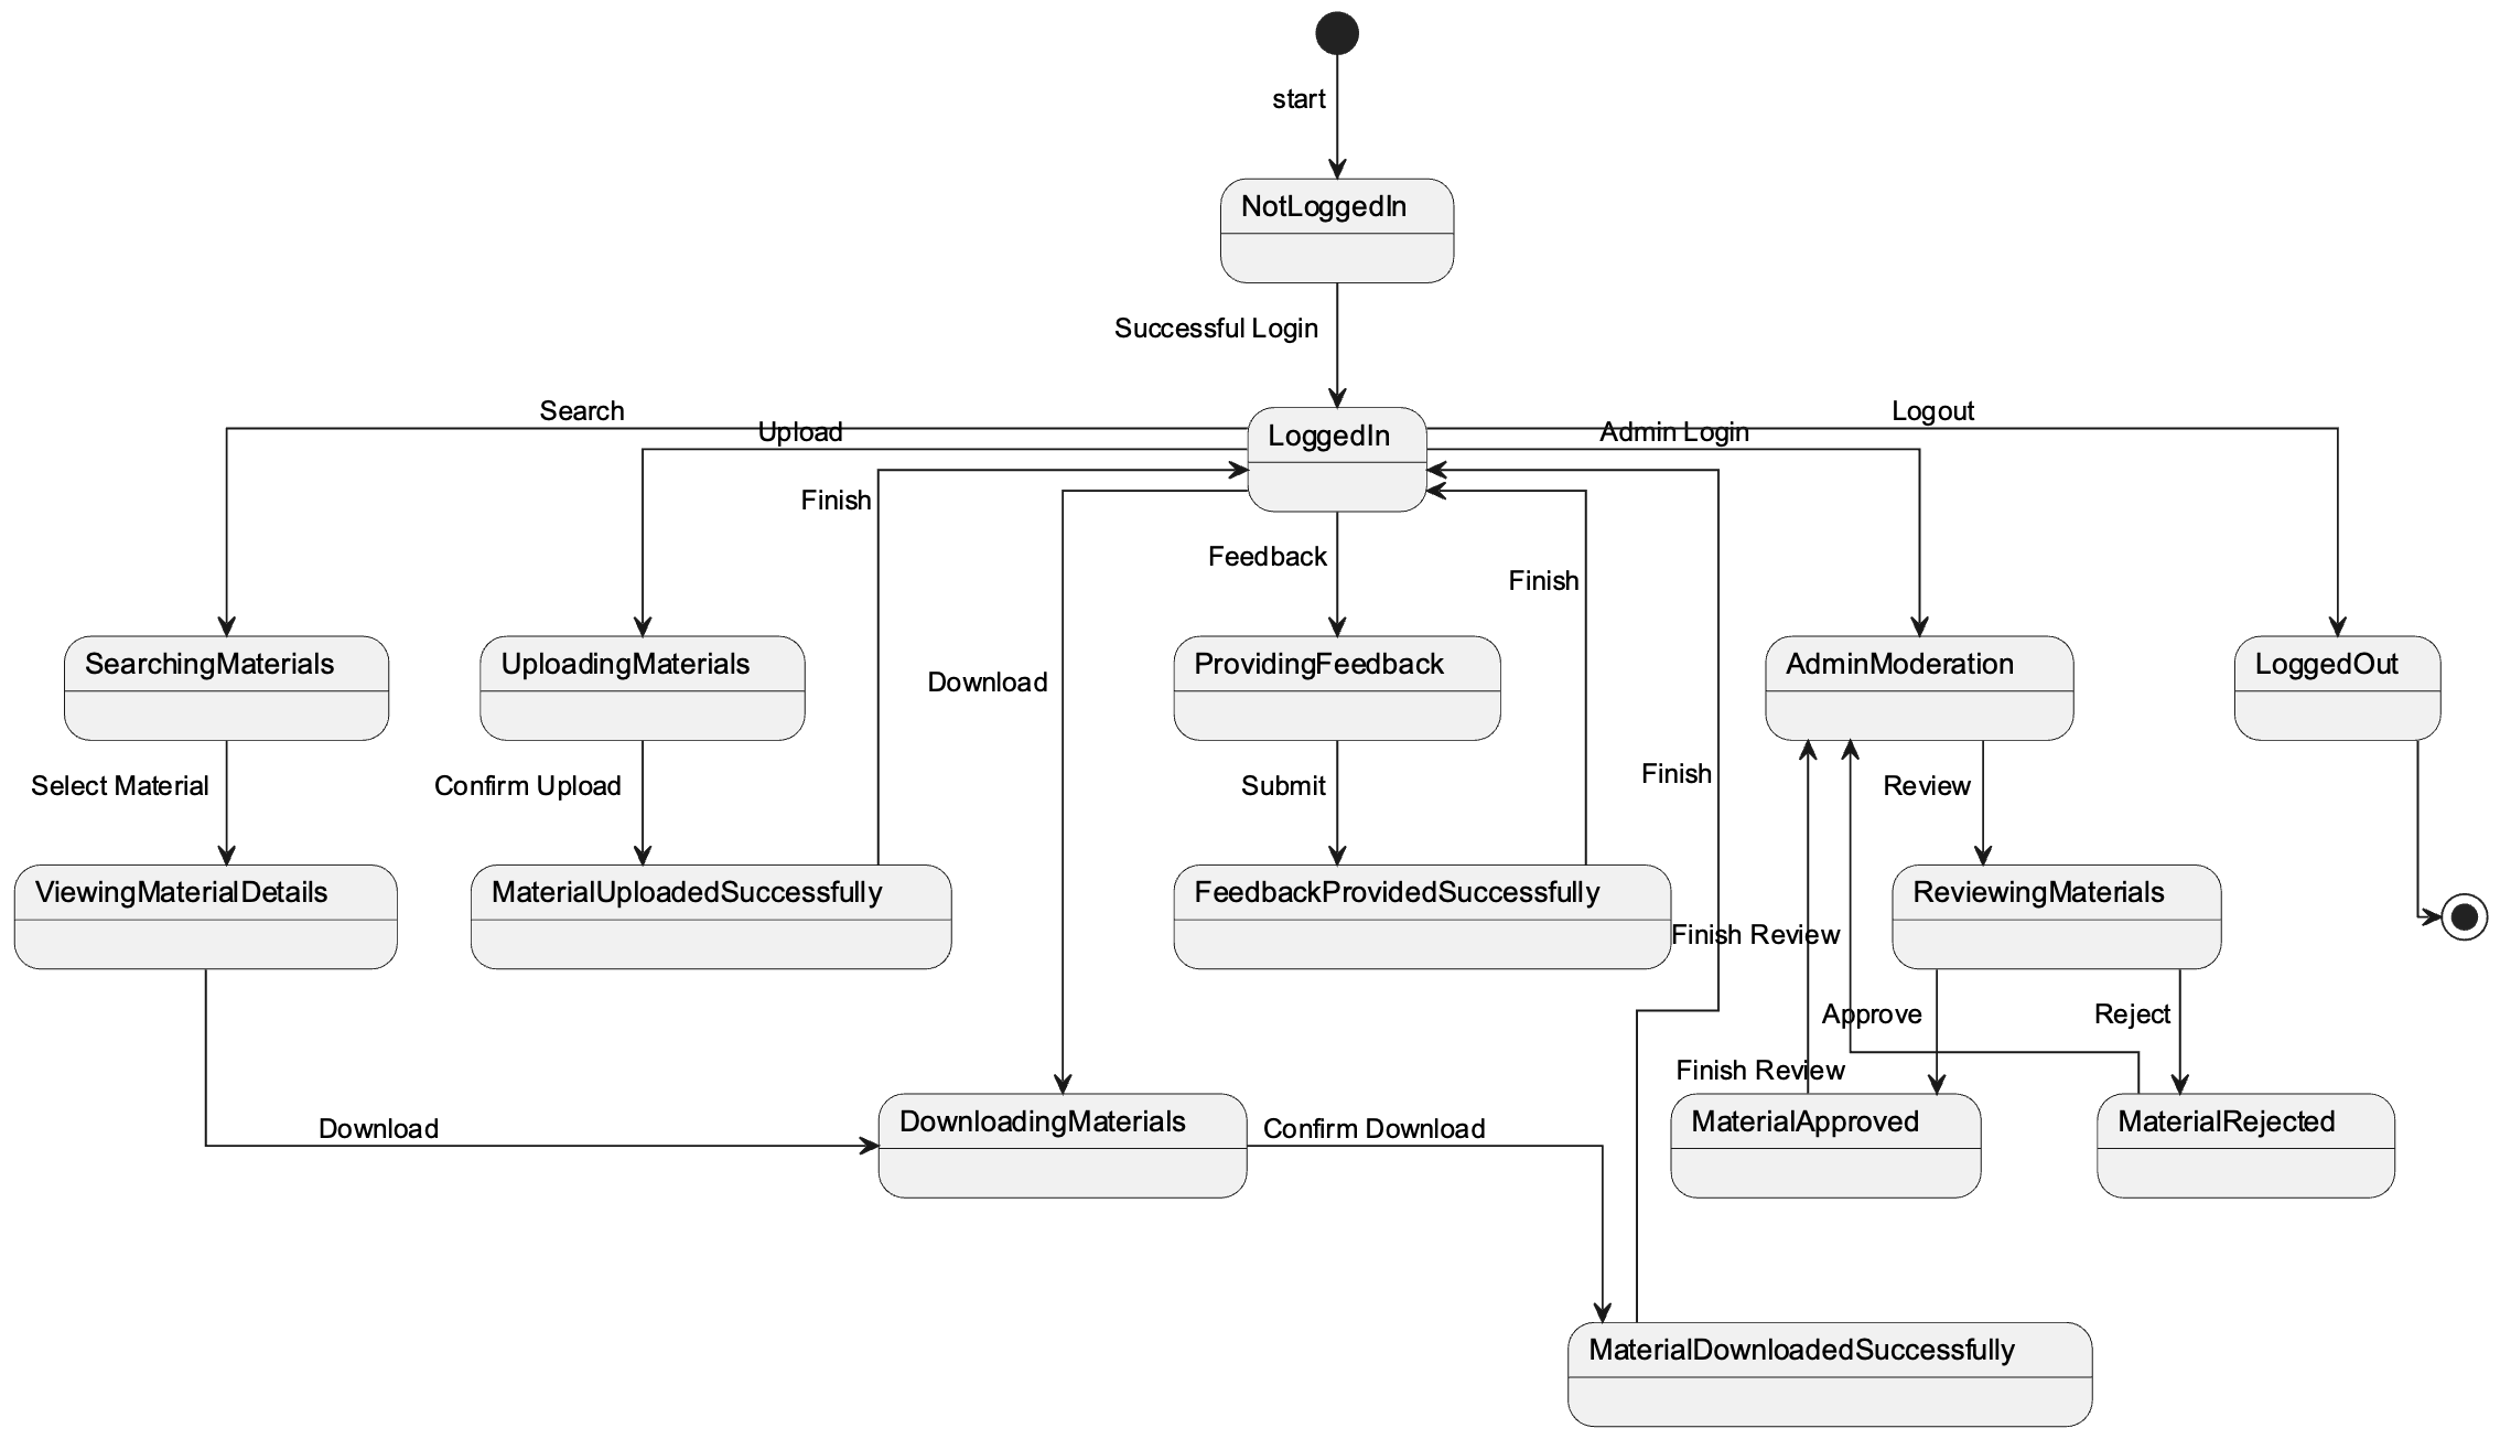 start
NotLoggedIn
Successful Login
Search
Logout
Upload
Admin Login
LoggedIn
Finish
Feedback
Finish
SearchingMaterials
UploadingMaterials
Download
ProvidingFeedback
AdminModeration
LoggedOut
Select Material
Confirm Upload
Submit
Finish
Review
ViewingMaterialDetails
MaterialUploadedSuccessfully
FeedbackProvidedSuccessfully
ReviewingMaterials
Finish Review
Approve
Reject
Finish Review
Download
DownloadingMaterials
Confirm Download
MaterialApproved
MaterialRejected
MaterialDownloadedSuccessfully